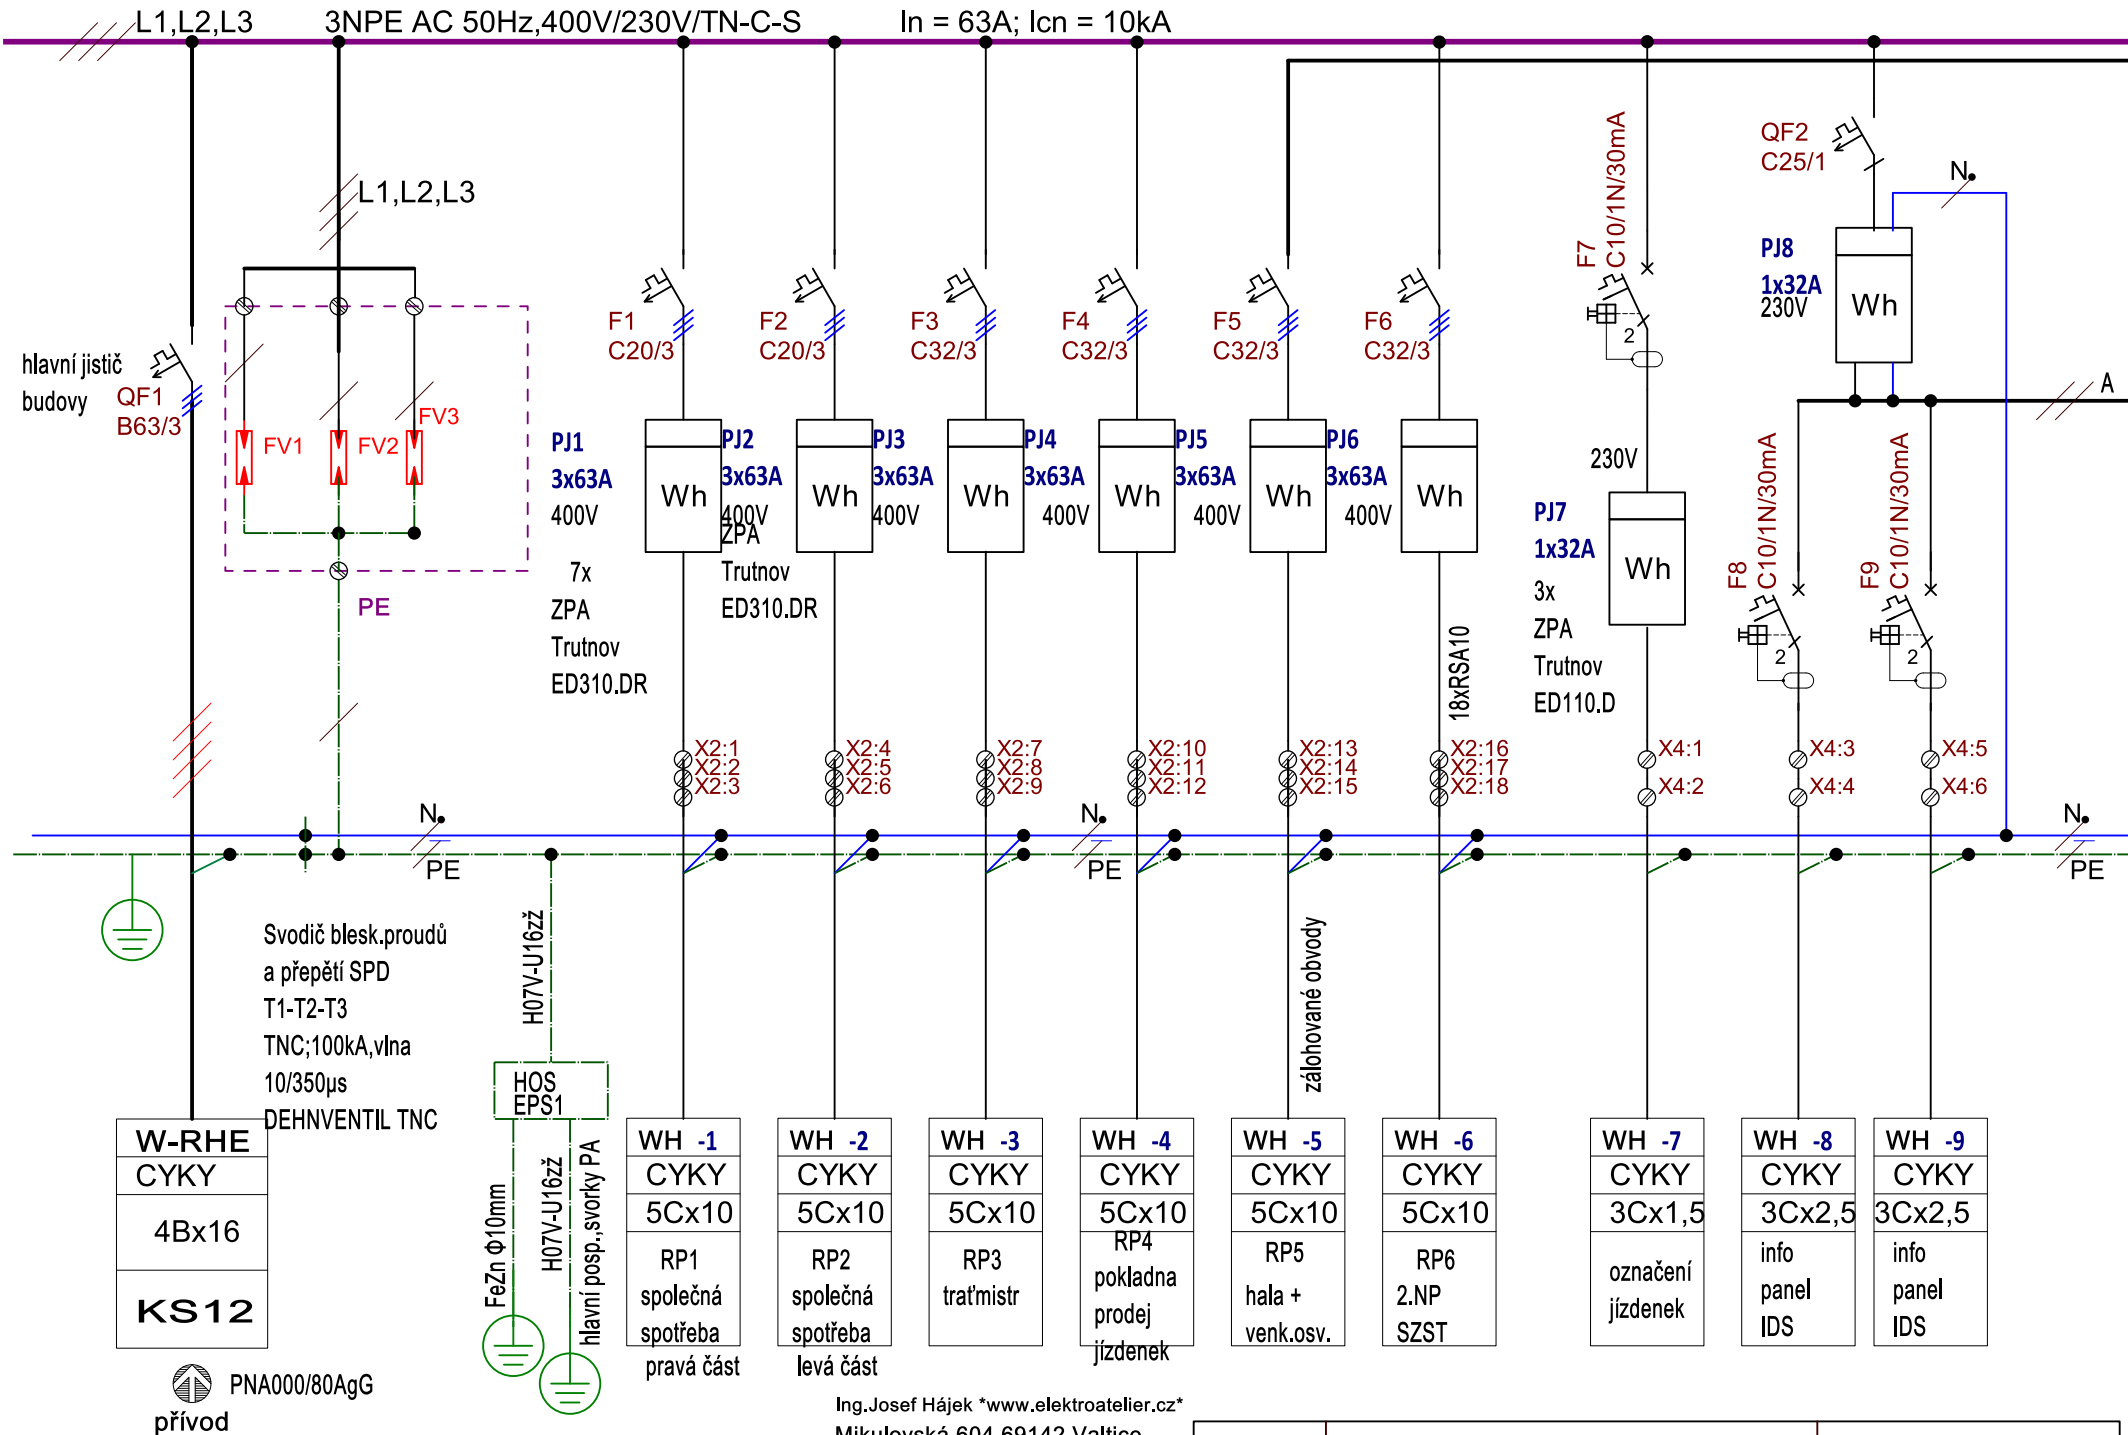 L1,L2,L3
3NPE AC 50Hz,400V/230V/TN-C-S
In = 63A; Icn = 10kA
L1,L2,L3
hlavní jistič
budovy
QF1
B63/3
FV1
FV2
FV3
PE
F1
C20/3
F2
C20/3
F3
C32/3
F4
C32/3
F5
C32/3
F6
C32/3
F7
C10/1N/30mA
2
QF2
C25/1
N
PJ8
1x32A
230V
Wh
A
PJ1
3x63A
400V
Wh
7x
ZPA
Trutnov
ED310.DR
PJ2
3x63A
400V
Wh
ZPA
Trutnov
ED310.DR
PJ3
3x63A
400V
Wh
PJ4
3x63A
400V
Wh
PJ5
3x63A
400V
Wh
PJ6
3x63A
400V
Wh
18xRSA10
230V
PJ7
1x32A
Wh
3x
ZPA
Trutnov
ED110.D
F8
C10/1N/30mA
2
F9
C10/1N/30mA
2
X2:1
X2:2
X2:3
X2:4
X2:5
X2:6
X2:7
X2:8
X2:9
X2:10
X2:11
X2:12
X2:13
X2:14
X2:15
X2:16
X2:17
X2:18
X4:1
X4:2
X4:3
X4:4
X4:5
X4:6
N
PE
N
PE
N
PE
Svodič blesk.proudů
a přepětí SPD
T1-T2-T3
TNC;100kA,vlna
10/350µs
DEHNVENTIL TNC
H07V-U16zž
HOS
EPS1
FeZn Φ10mm
H07V-U16zž
hlavní posp.,svorky PA
zálohované obvody
W-RHE
CYKY
4Bx16
KS12
PNA000/80AgG
přívod
WH -1
CYKY
5Cx10
RP1
společná
spotřeba
pravá část
WH -2
CYKY
5Cx10
RP2
společná
spotřeba
levá část
WH -3
CYKY
5Cx10
RP3
traťmistr
WH -4
CYKY
5Cx10
RP4
pokladna
prodej
jízdenek
WH -5
CYKY
5Cx10
RP5
hala +
venk.osv.
WH -6
CYKY
5Cx10
RP6
2.NP
SZST
WH -7
CYKY
3Cx1,5
označení
jízdenek
WH -8
CYKY
3Cx2,5
info
panel
IDS
WH -9
CYKY
3Cx2,5
info
panel
IDS
Ing.Josef Hájek *www.elektroatelier.cz*
Mikulovská 604,69142 Valtice